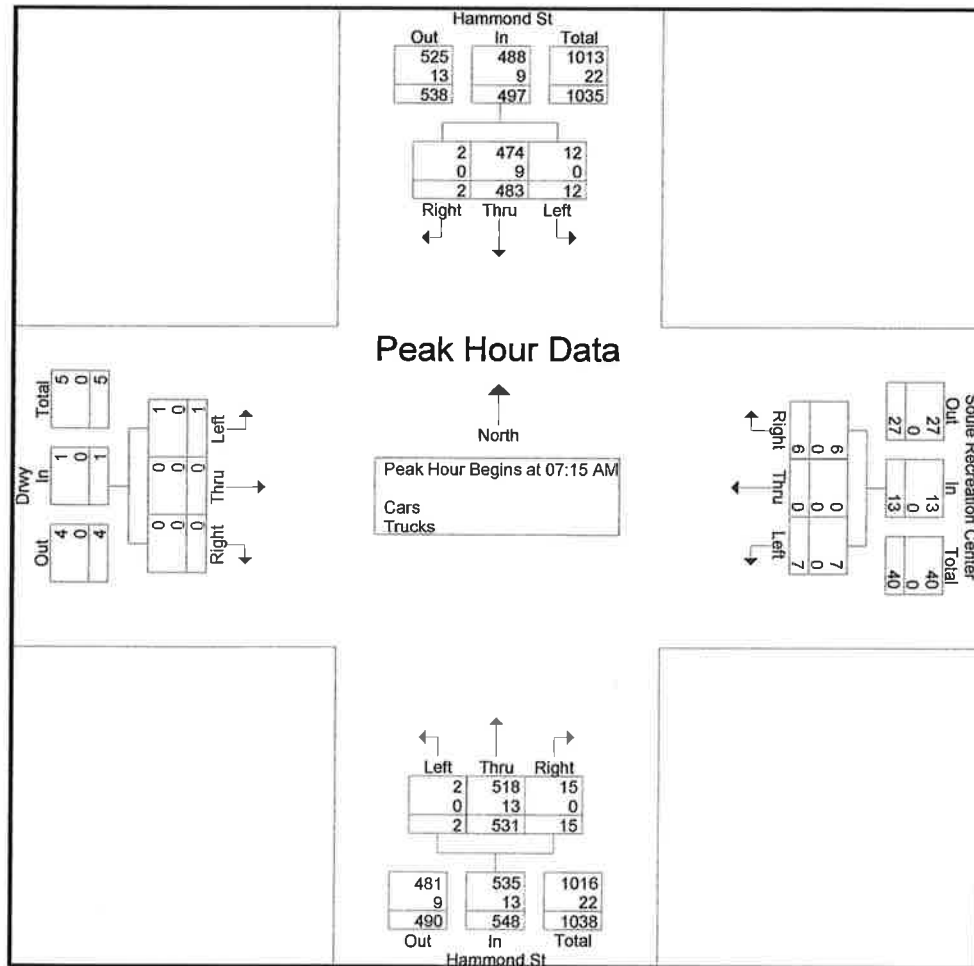 Hammond St
Out In Total
525 488 1013
13 9 22
538 497 1035
2 474 12
0 9 0
2 483 12
Right Thru Left
Peak Hour Data
North
Peak Hour Begins at 07:15 AM
Cars
Trucks
Drwy
Out In Total
4 1 5
0 0 0
4 1 5
Left Thru Right
1 0 0
0 0 0
1 0 0
Soule Recreation Center
Out In Total
27 13 40
0 0 0
27 13 40
Right Thru Left
6 0 7
0 0 0
6 0 7
Left Thru Right
2 518 15
0 13 0
2 531 15
481 535 1016
9 13 22
490 548 1038
Out In Total
Hammond St